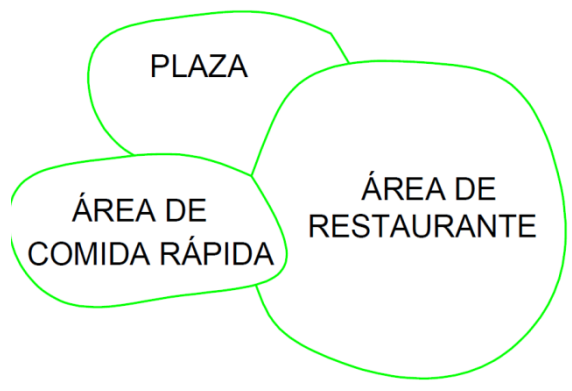 PLAZA
ÁREA DE
COMIDA RÁPIDA
ÁREA DE
RESTAURANTE